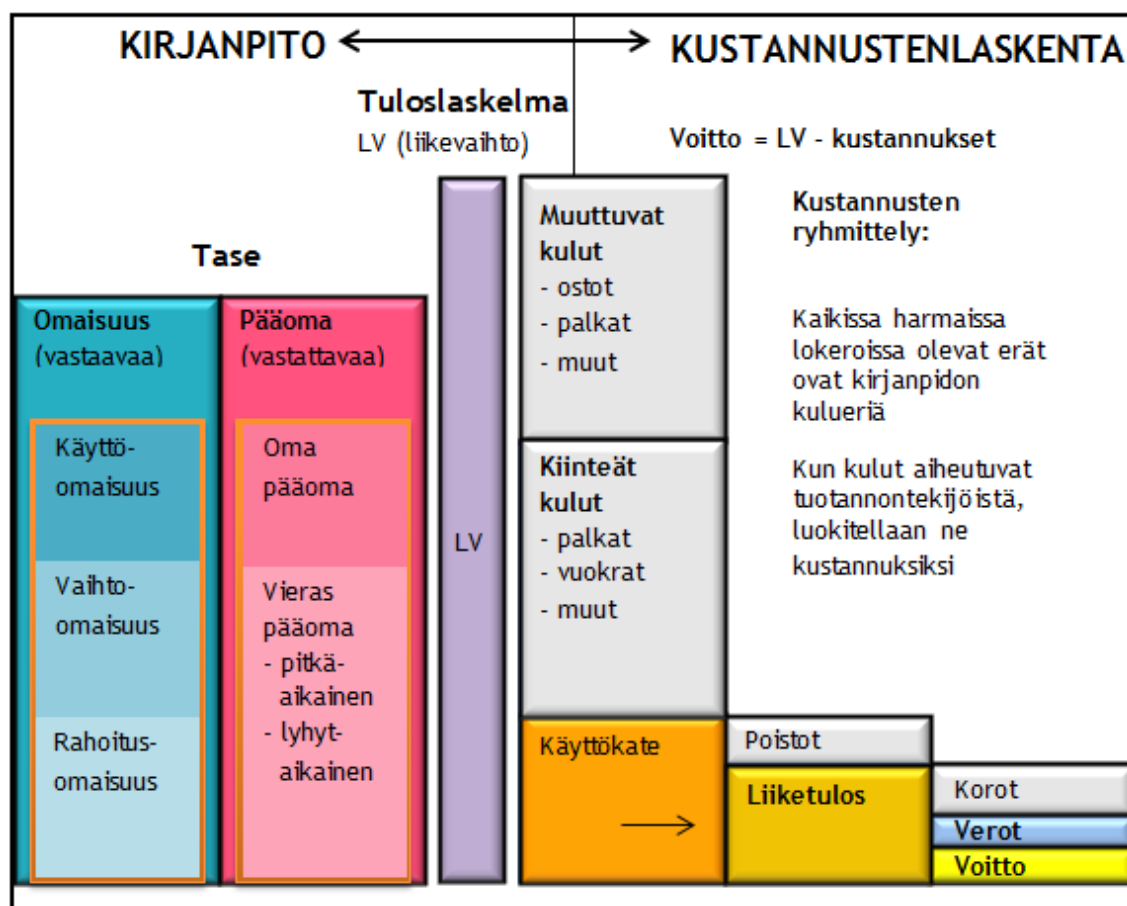 KIRJANPITO
KUSTANNUSTENLASKENTA
Tuloslaskelma
LV (liikevaihto)
Voitto = LV - kustannukset
Tase
Omaisuus
(vastaavaa)
Käyttö-
omaisuus
Vaihto-
omaisuus
Rahoitus-
omaisuus
Pääoma
(vastattavaa)
Oma
pääoma
Vieras
pääoma
- pitkä-
aikainen
- lyhyt-
aikainen
LV
Muuttuvat
kulut
- ostot
- palkat
- muut
Kiinteät
kulut
- palkat
- vuokrat
- muut
Käyttökate
Poistot
Liiketulos
Korot
Verot
Voitto
Kustannusten
ryhmittely:
Kaikissa harmaissa
lokeroissa olevat erät
ovat kirjanpidon
kulueriä
Kun kulut aiheutuvat
tuotannontekijöistä,
luokitellaan ne
kustannuksiksi